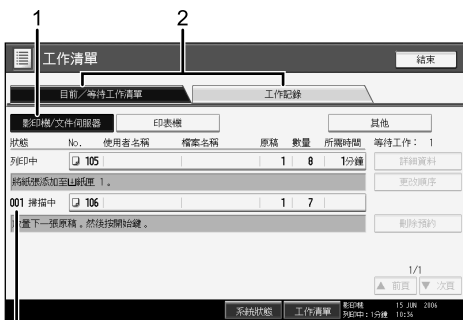 1 2
工作清單 結束
目前／等待工作清單 工作記錄
影印機/文件伺服器 印表機 其他
狀態 No. 使用者名稱 檔案名稱 原稿 數量 所需時間 等待工作： 1
列印中 105 1 8 1分鐘 詳細資料
將紙張添加至紙匣 1。 更改順序
001 掃描中 106 1 7
置下一張原稿。然後按開始鍵。 刪除預約
1/1
▲ 前頁 ▼ 次頁
系統狀態 工作清單 影印機 15 JUN 2006
列印中：1分鐘 10:36